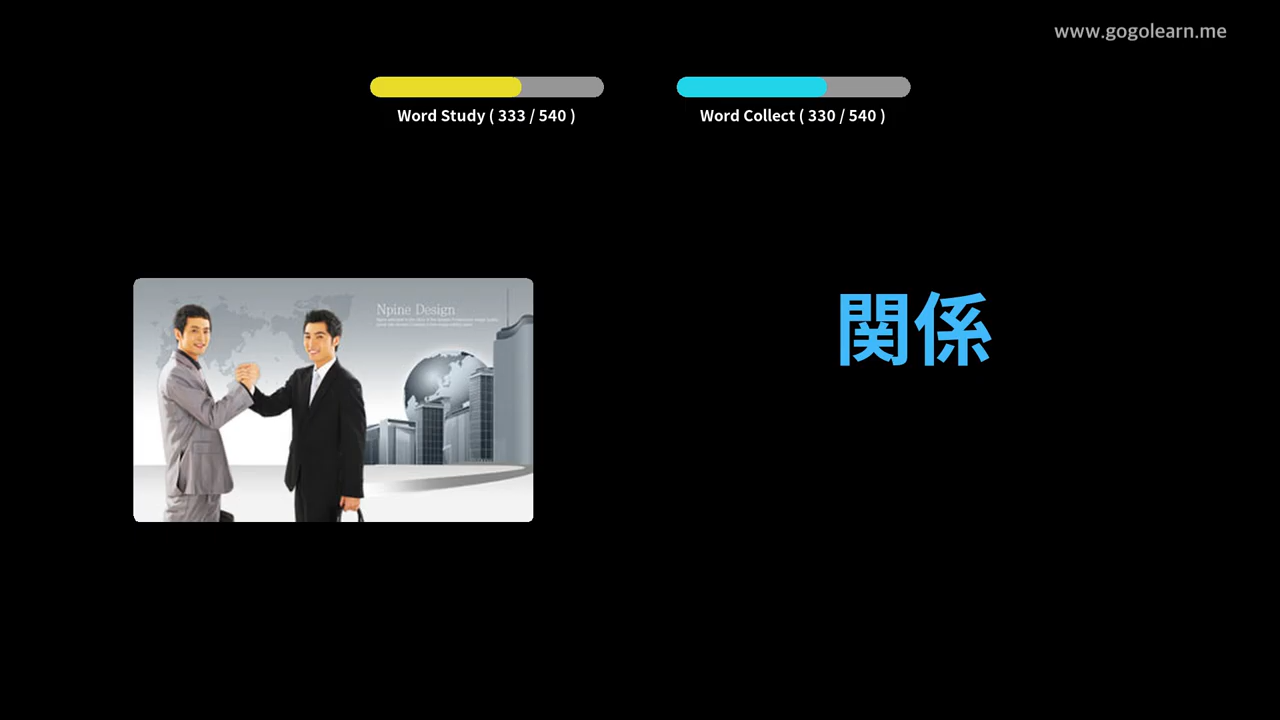 www.gogolearn.me
Word Study ( 333 / 540 )
Word Collect ( 330 / 540 )
Npine Design
関係